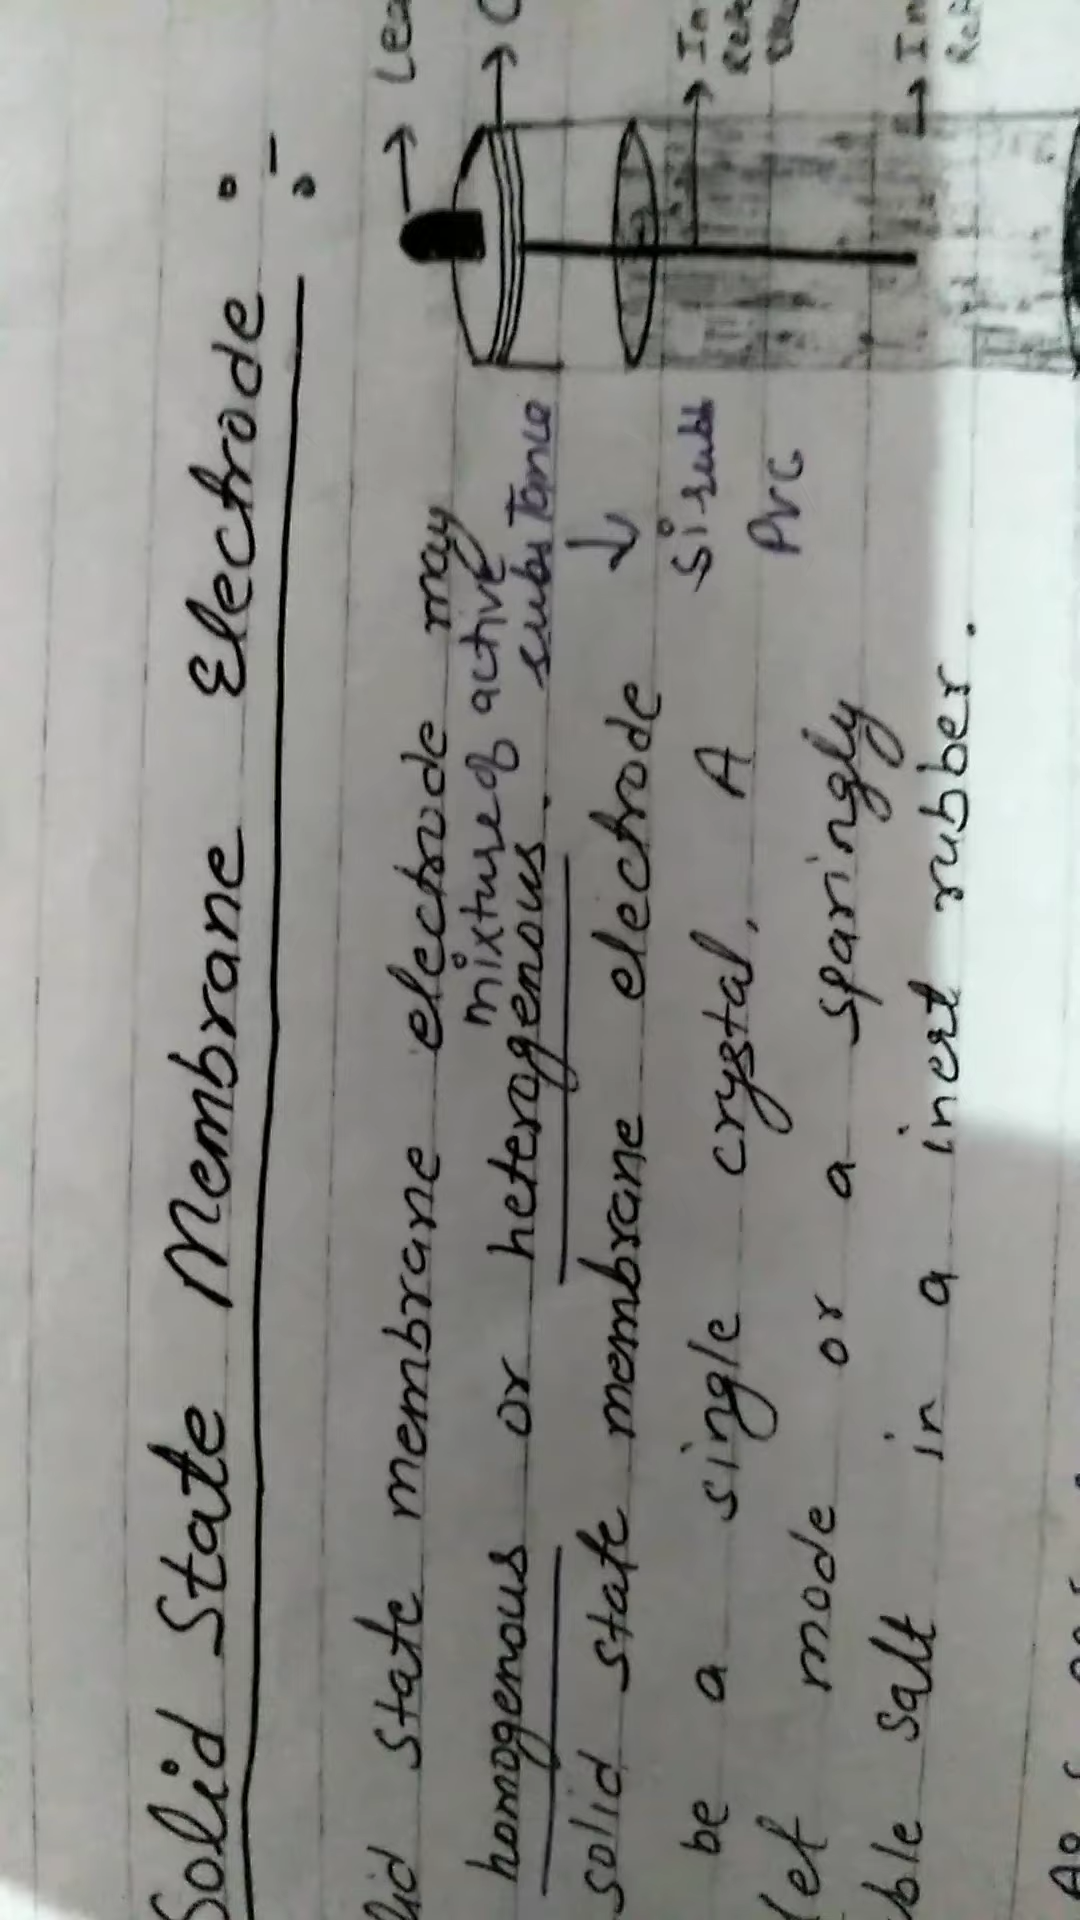 Solid State Membrane Electrode :-
state membrane electrode may
mixture of active
homogenous or heterogenous. substance
solid state membrane electrode
be a single crystal. A
mode or a sparingly
salt in a inert rubber.
PVC